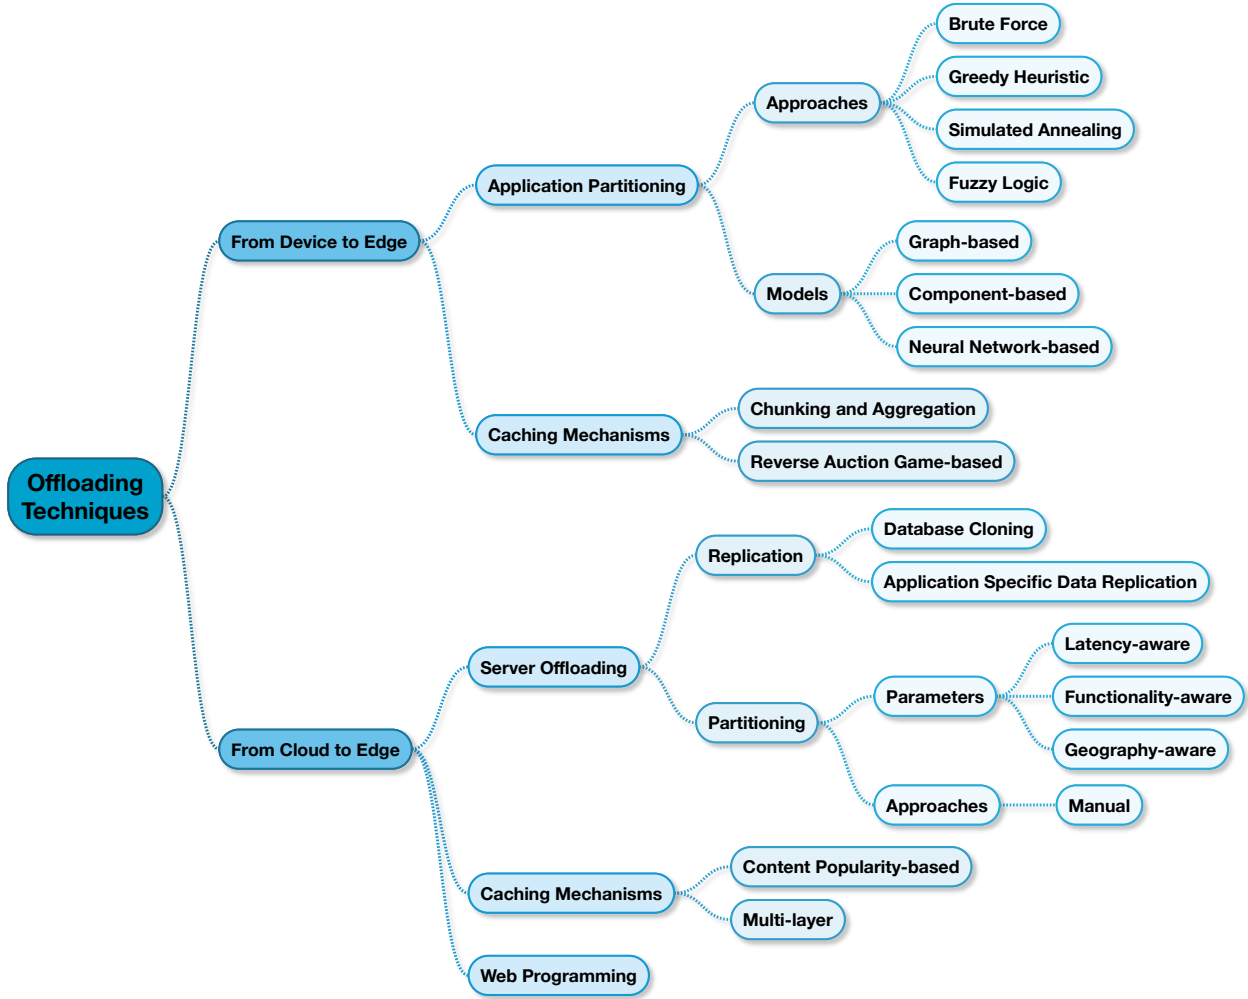 Offloading
Techniques
From Device to Edge
Application Partitioning
Approaches
Brute Force
Greedy Heuristic
Simulated Annealing
Fuzzy Logic
Models
Graph-based
Component-based
Neural Network-based
Caching Mechanisms
Chunking and Aggregation
Reverse Auction Game-based
From Cloud to Edge
Server Offloading
Replication
Database Cloning
Application Specific Data Replication
Partitioning
Parameters
Latency-aware
Functionality-aware
Geography-aware
Approaches
Manual
Caching Mechanisms
Content Popularity-based
Multi-layer
Web Programming